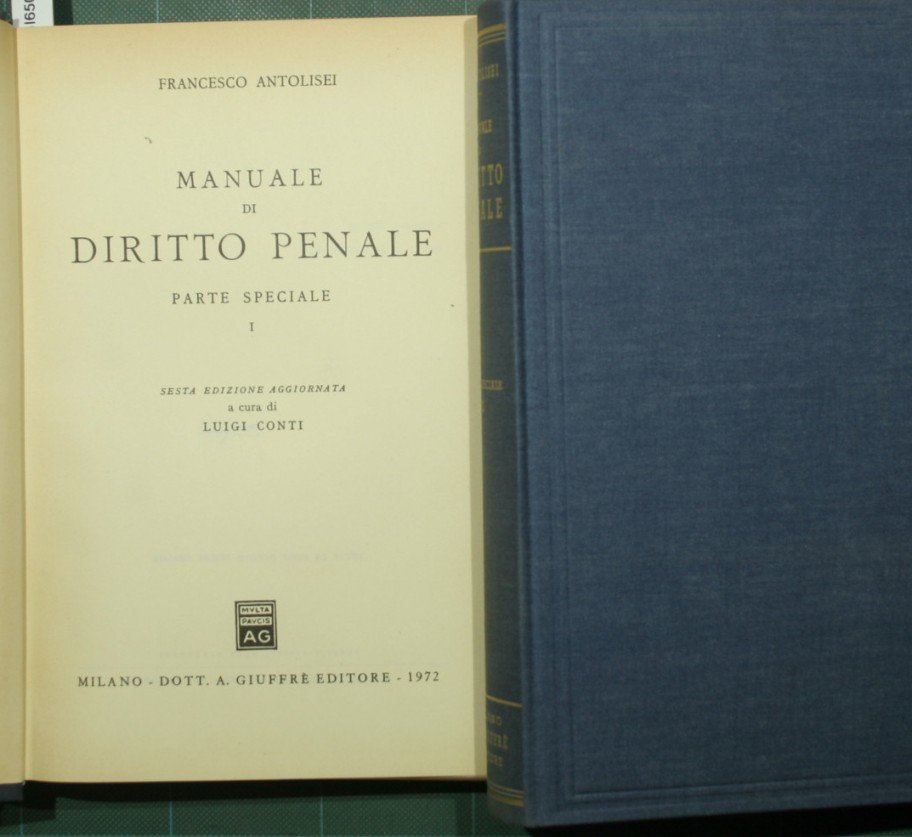 FRANCESCO ANTOLISEI
MANUALE
DI
DIRITTO PENALE
PARTE SPECIALE
I
SESTA EDIZIONE AGGIORNATA
a cura di
LUIGI CONTI
MVLTA
PAVCIS
AG
MILANO - DOTT. A. GIUFFRÈ EDITORE - 1972